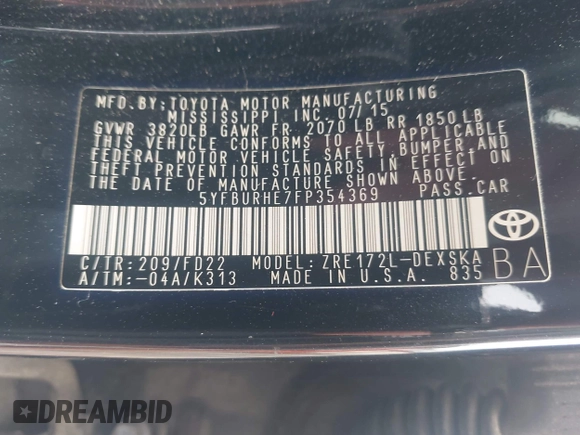 MFD.BY:TOYOTA MOTOR MANUFACTURING
MISSISSIPPI, INC. 07/15
GVWR 3820LB GAWR FR 2070 LB RR 1850 LB
THIS VEHICLE CONFORMS TO ALL APPLICABLE
FEDERAL MOTOR VEHICLE SAFETY, BUMPER, AND
THEFT PREVENTION STANDARDS IN EFFECT ON
THE DATE OF MANUFACTURE SHOWN ABOVE.
5YFBURHE7FP354369 PASS.CAR
C/TR:209/FD22 MODEL: ZRE172L-DEXSKA
A/TM:-04A/K313 MADE IN U.S.A. 835
BA
DREAMBID